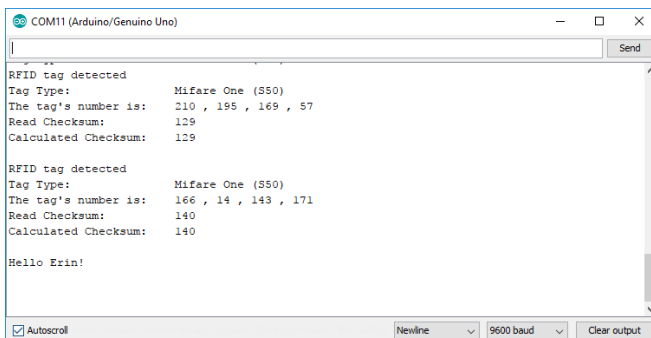 COM11 (Arduino/Genuino Uno)
Send
RFID tag detected
Tag Type: Mifare One (S50)
The tag's number is: 210 , 195 , 169 , 57
Read Checksum: 129
Calculated Checksum: 129
RFID tag detected
Tag Type: Mifare One (S50)
The tag's number is: 166 , 14 , 143 , 171
Read Checksum: 140
Calculated Checksum: 140
Hello Erin!
Autoscroll Newline 9600 baud Clear output